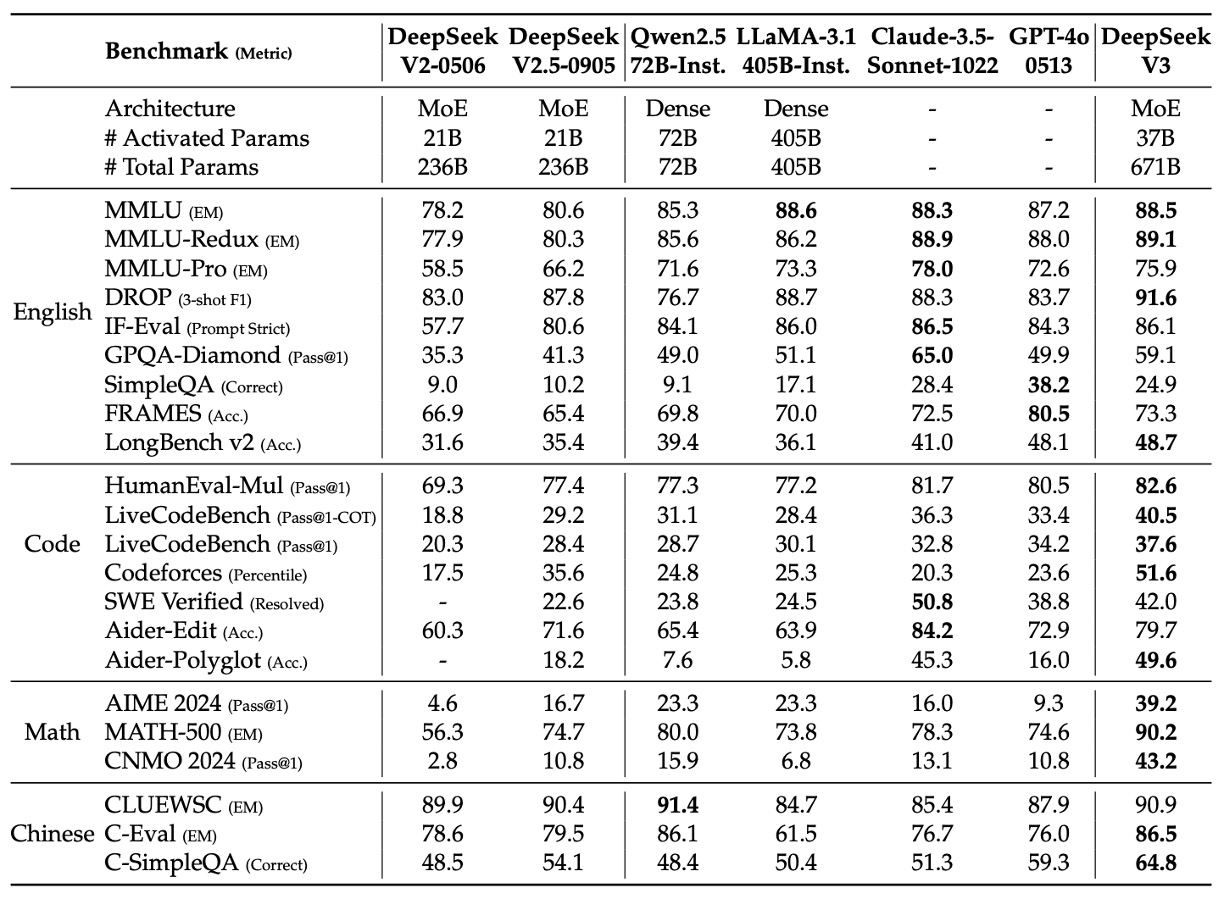 Benchmark (Metric) DeepSeek V2-0506 DeepSeek V2.5-0905 Qwen2.5 72B-Inst. LLaMA-3.1 405B-Inst. Claude-3.5-Sonnet-1022 GPT-4o 0513 DeepSeek V3
Architecture MoE MoE Dense Dense - - MoE
# Activated Params 21B 21B 72B 405B - - 37B
# Total Params 236B 236B 72B 405B - - 671B
English
MMLU (EM) 78.2 80.6 85.3 88.6 88.3 87.2 88.5
MMLU-Redux (EM) 77.9 80.3 85.6 86.2 88.9 88.0 89.1
MMLU-Pro (EM) 58.5 66.2 71.6 73.3 78.0 72.6 75.9
DROP (3-shot F1) 83.0 87.8 76.7 88.7 88.3 83.7 91.6
IF-Eval (Prompt Strict) 57.7 80.6 84.1 86.0 86.5 84.3 86.1
GPQA-Diamond (Pass@1) 35.3 41.3 49.0 51.1 65.0 49.9 59.1
SimpleQA (Correct) 9.0 10.2 9.1 17.1 28.4 38.2 24.9
FRAMES (Acc.) 66.9 65.4 69.8 70.0 72.5 80.5 73.3
LongBench v2 (Acc.) 31.6 35.4 39.4 36.1 41.0 48.1 48.7
Code
HumanEval-Mul (Pass@1) 69.3 77.4 77.3 77.2 81.7 80.5 82.6
LiveCodeBench (Pass@1-COT) 18.8 29.2 31.1 28.4 36.3 33.4 40.5
LiveCodeBench (Pass@1) 20.3 28.4 28.7 30.1 32.8 34.2 37.6
Codeforces (Percentile) 17.5 35.6 24.8 25.3 20.3 23.6 51.6
SWE Verified (Resolved) - 22.6 23.8 24.5 50.8 38.8 42.0
Aider-Edit (Acc.) 60.3 71.6 65.4 63.9 84.2 72.9 79.7
Aider-Polyglot (Acc.) - 18.2 7.6 5.8 45.3 16.0 49.6
Math
AIME 2024 (Pass@1) 4.6 16.7 23.3 23.3 16.0 9.3 39.2
MATH-500 (EM) 56.3 74.7 80.0 73.8 78.3 74.6 90.2
CNMO 2024 (Pass@1) 2.8 10.8 15.9 6.8 13.1 10.8 43.2
Chinese
CLUEWSC (EM) 89.9 90.4 91.4 84.7 85.4 87.9 90.9
C-Eval (EM) 78.6 79.5 86.1 61.5 76.7 76.0 86.5
C-SimpleQA (Correct) 48.5 54.1 48.4 50.4 51.3 59.3 64.8